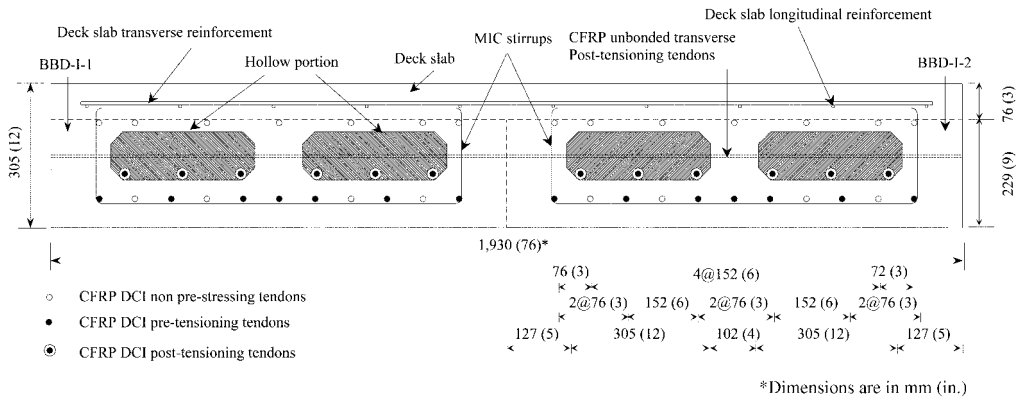 Deck slab transverse reinforcement
Deck slab longitudinal reinforcement
MIC stirrups
CFRP unbonded transverse
Post-tensioning tendons
BBD-I-1
Hollow portion
Deck slab
BBD-I-2
76 (3)
305 (12)
229 (9)
1,930 (76)*
76 (3)
4@152 (6)
72 (3)
CFRP DCI non pre-stressing tendons
2@76 (3)
152 (6)
2@76 (3)
152 (6)
2@76 (3)
CFRP DCI pre-tensioning tendons
127 (5)
305 (12)
102 (4)
305 (12)
127 (5)
CFRP DCI post-tensioning tendons
*Dimensions are in mm (in.)